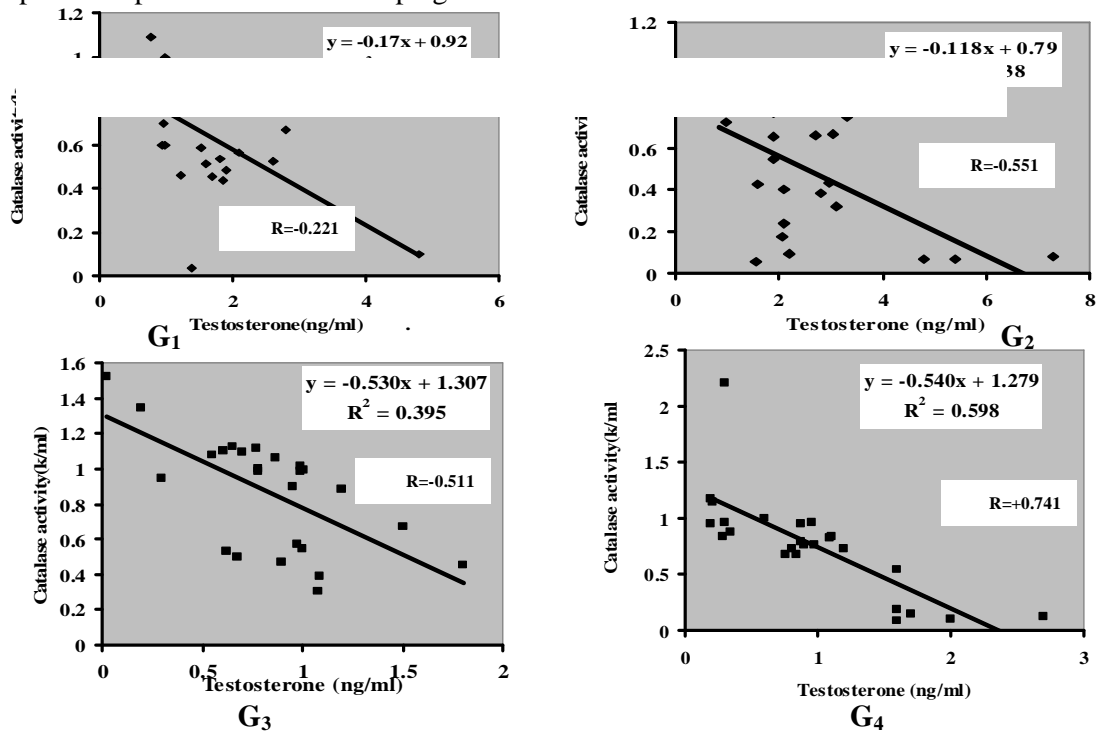 1.2
y = -0.17x + 0.92
1
0.6
0.4
R=-0.221
0.2
0
0 2 4 6
Testosterone(ng/ml)
G1
Catalase
1.2
y = -0.118x + 0.79
38
0.6
R=-0.551
0.4
0.2
0
0 2 4 6 8
Testosterone (ng/ml)
G2
Catalase
1.6
y = -0.530x + 1.307
1.4
R² = 0.395
1.2
1
R=-0.511
0.8
0.6
0.4
0.2
0
0 0.5 1 1.5 2
Testosterone (ng/ml)
G3
Catalase activity(k/ml)
2.5
y = -0.540x + 1.279
R² = 0.598
2
1.5
R=+0.741
1
0.5
0
0 1 2 3
Testosterone (ng/ml)
G4
Catalase activity(k/ml